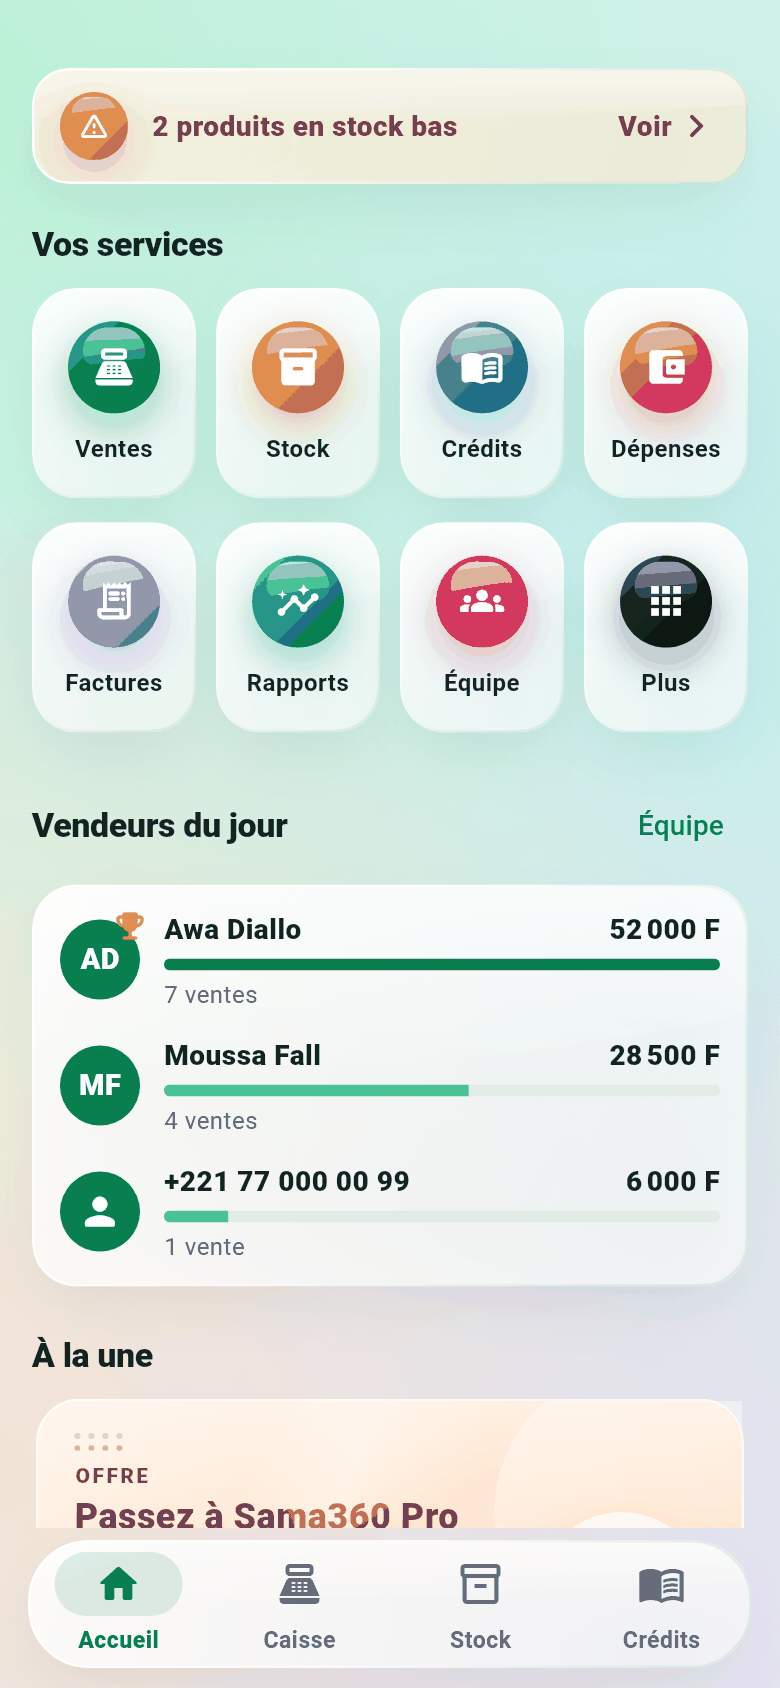 2 produits en stock bas
Voir
Vos services
Ventes
Stock
Crédits
Dépenses
Factures
Rapports
Équipe
Plus
Vendeurs du jour
Équipe
AD
Awa Diallo
52 000 F
7 ventes
MF
Moussa Fall
28 500 F
4 ventes
+221 77 000 00 99
6 000 F
1 vente
À la une
OFFRE
Passez à Sama360 Pro
Accueil
Caisse
Stock
Crédits